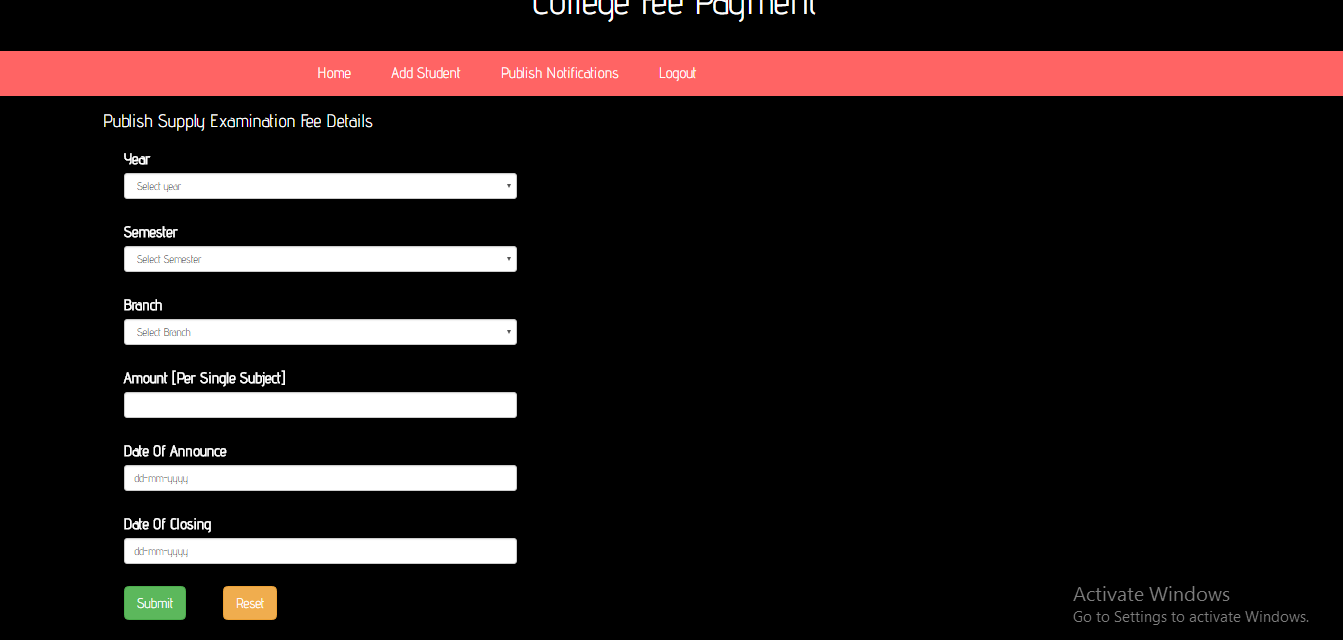 College Fee Payment
Home Add Student Publish Notifications Logout
Publish Supply Examination Fee Details
Year
Select year
Semester
Select Semester
Branch
Select Branch
Amount [Per Single Subject]
Date Of Announce
dd-mm-yyyy
Date Of Closing
dd-mm-yyyy
Submit Reset
Activate Windows
Go to Settings to activate Windows.